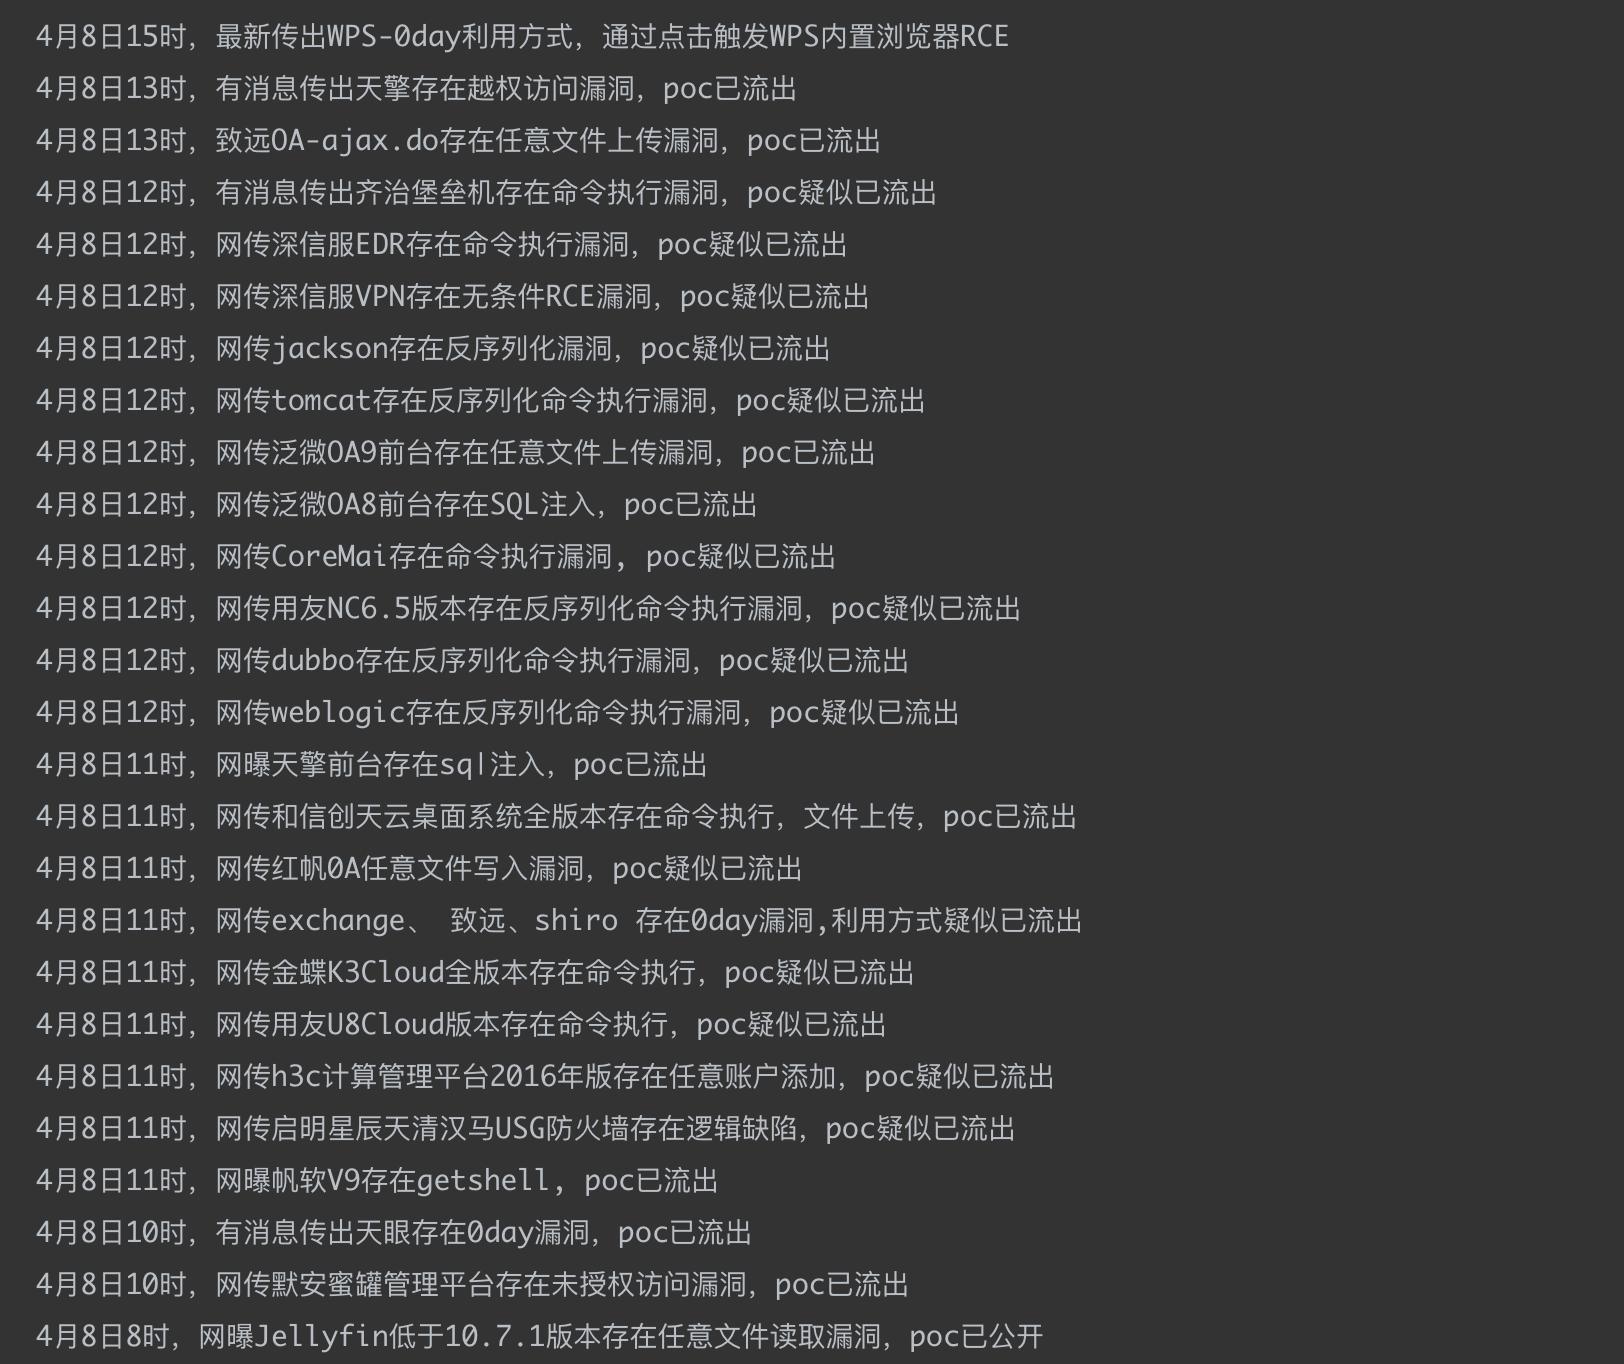 4月8日15时，最新传出WPS-0day利用方式，通过点击触发WPS内置浏览器RCE
4月8日13时，有消息传出天擎存在越权访问漏洞，poc已流出
4月8日13时，致远OA-ajax.do存在任意文件上传漏洞，poc已流出
4月8日12时，有消息传出齐治堡垒机存在命令执行漏洞，poc疑似已流出
4月8日12时，网传深信服EDR存在命令执行漏洞，poc疑似已流出
4月8日12时，网传深信服VPN存在无条件RCE漏洞，poc疑似已流出
4月8日12时，网传jackson存在反序列化漏洞，poc疑似已流出
4月8日12时，网传tomcat存在反序列化命令执行漏洞，poc疑似已流出
4月8日12时，网传泛微OA9前台存在任意文件上传漏洞，poc已流出
4月8日12时，网传泛微OA8前台存在SQL注入，poc已流出
4月8日12时，网传CoreMai存在命令执行漏洞, poc疑似已流出
4月8日12时，网传用友NC6.5版本存在反序列化命令执行漏洞，poc疑似已流出
4月8日12时，网传dubbo存在反序列化命令执行漏洞，poc疑似已流出
4月8日12时，网传weblogic存在反序列化命令执行漏洞，poc疑似已流出
4月8日11时，网曝天擎前台存在sq|注入，poc已流出
4月8日11时，网传和信创天云桌面系统全版本存在命令执行，文件上传，poc已流出
4月8日11时，网传红帆0A任意文件写入漏洞，poc疑似已流出
4月8日11时，网传exchange、 致远、shiro 存在0day漏洞,利用方式疑似已流出
4月8日11时，网传金蝶K3Cloud全版本存在命令执行，poc疑似已流出
4月8日11时，网传用友U8Cloud版本存在命令执行，poc疑似已流出
4月8日11时，网传h3c计算管理平台2016年版存在任意账户添加，poc疑似已流出
4月8日11时，网传启明星辰天清汉马USG防火墙存在逻辑缺陷，poc疑似已流出
4月8日11时，网曝帆软V9存在getshell, poc已流出
4月8日10时，有消息传出天眼存在0day漏洞，poc已流出
4月8日10时，网传默安蜜罐管理平台存在未授权访问漏洞，poc已流出
4月8日8时，网曝Jellyfin低于10.7.1版本存在任意文件读取漏洞，poc已公开